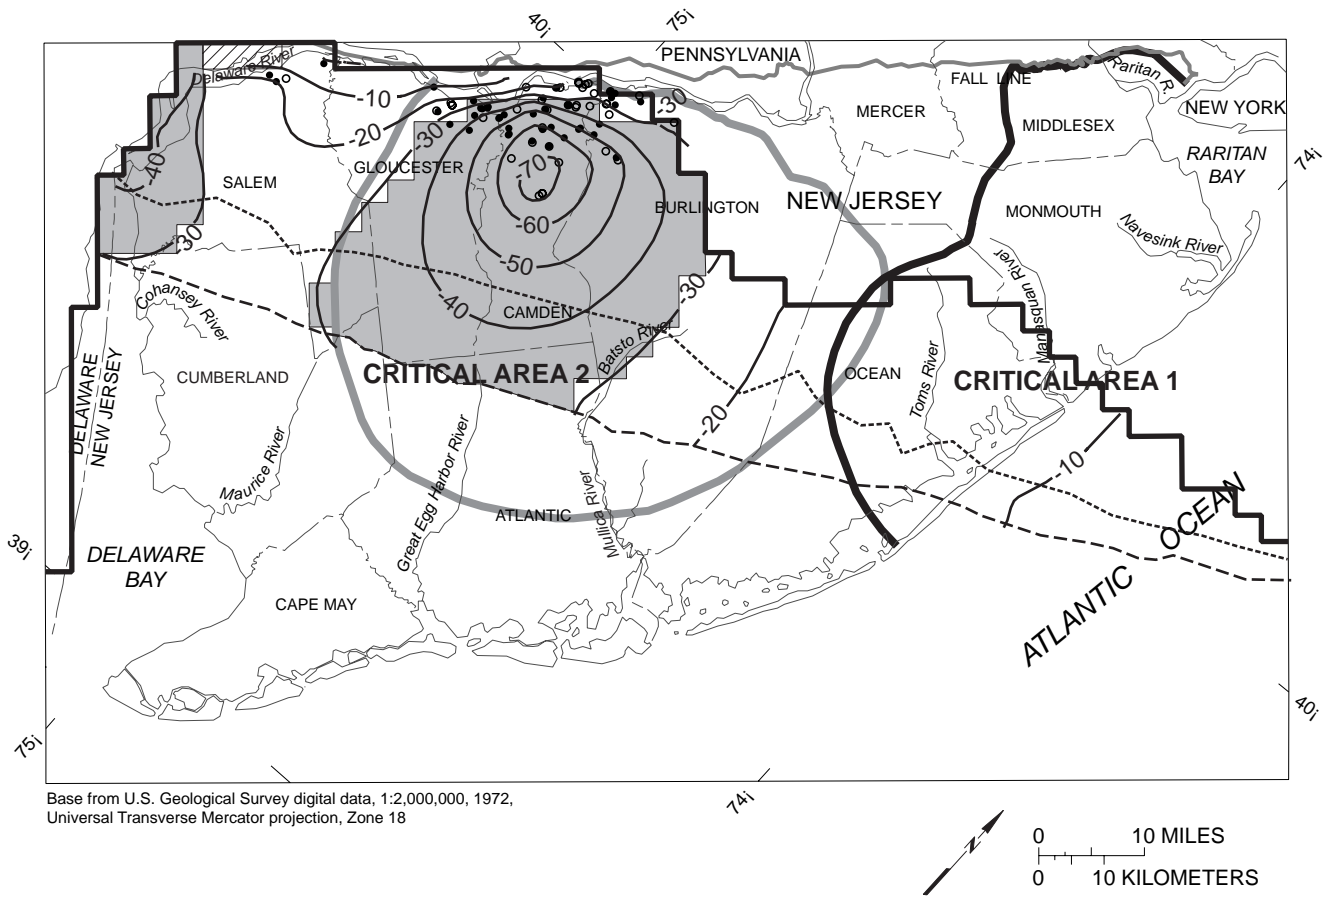 40¡
75¡
PENNSYLVANIA
Delaware River
FALL LINE
Raritan R.
-10
-30
NEW YORK
MERCER
-20
-30
MIDDLESEX
RARITAN
BAY
74¡
-40
GLOUCESTER
-70
SALEM
BURLINGTON
NEW JERSEY
MONMOUTH
-60
Navesink River
-30
-50
Manasquan River
-40
-30
Cohansey River
CAMDEN
Batsto River
DELAWARE
NEW JERSEY
CUMBERLAND
CRITICAL AREA 2
OCEAN
Toms River
CRITICAL AREA 1
-20
Maurice River
Great Egg Harbor River
-10
Mullica River
ATLANTIC
39¡
DELAWARE
BAY
ATLANTIC OCEAN
CAPE MAY
40¡
75¡
74¡
Base from U.S. Geological Survey digital data, 1:2,000,000, 1972,
Universal Transverse Mercator projection, Zone 18
N
0 10 MILES
0 10 KILOMETERS